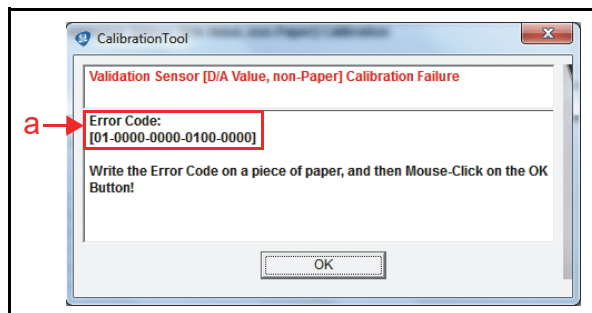 CalibrationTool
Validation Sensor [D/A Value, non-Paper] Calibration Failure
a
Error Code:
[01-0000-0000-0100-0000]
Write the Error Code on a piece of paper, and then Mouse-Click on the OK
Button!
OK